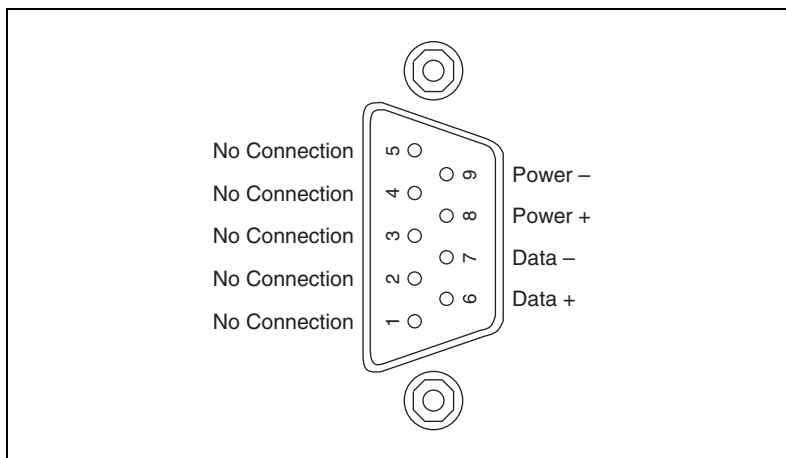 No Connection 5
9 Power –
No Connection 4
8 Power +
No Connection 3
7 Data –
No Connection 2
6 Data +
No Connection 1